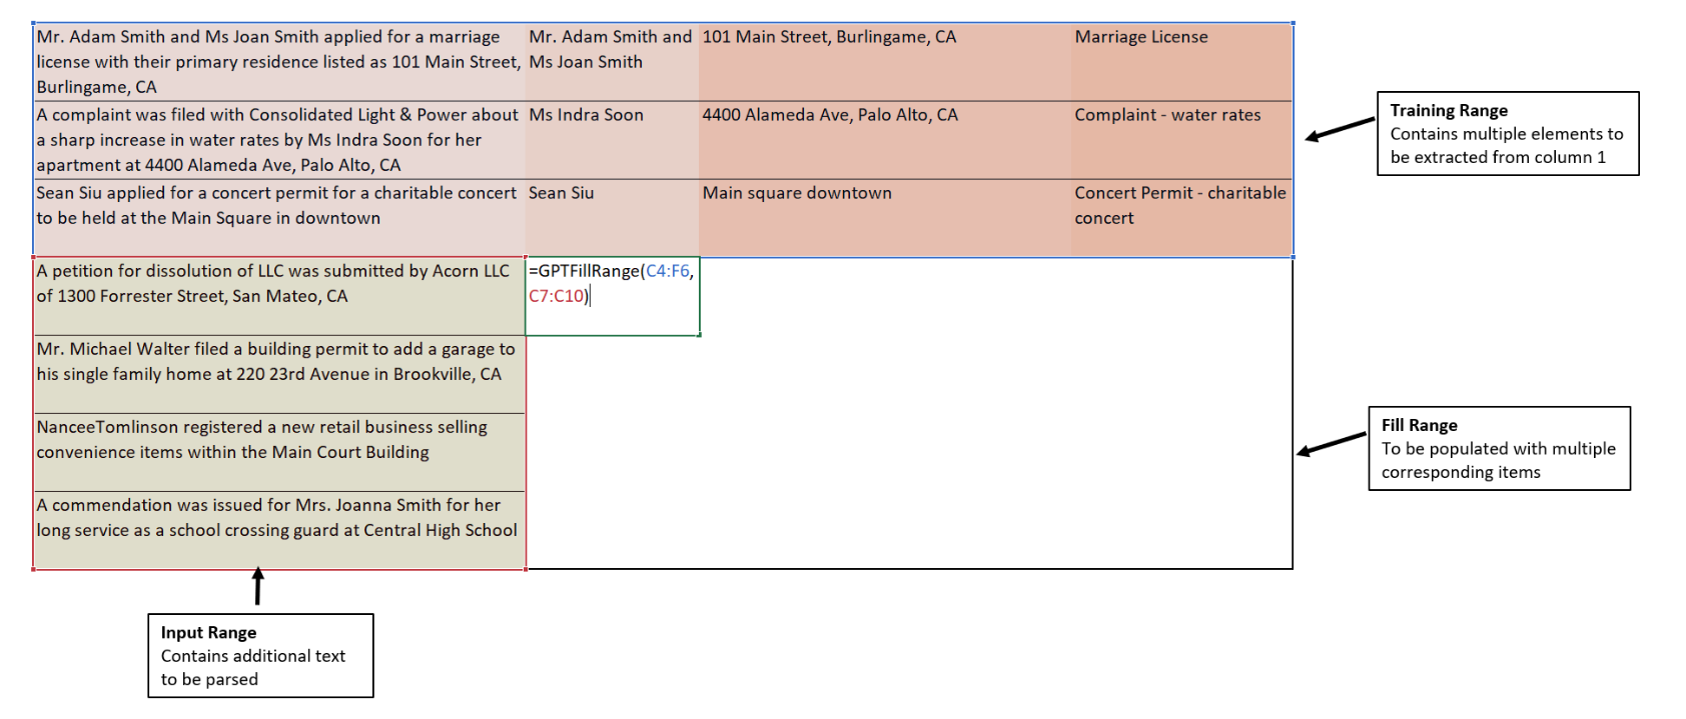 Mr. Adam Smith and Ms Joan Smith applied for a marriage
license with their primary residence listed as 101 Main Street,
Burlingame, CA
Mr. Adam Smith and
Ms Joan Smith
101 Main Street, Burlingame, CA
Marriage License
A complaint was filed with Consolidated Light & Power about
a sharp increase in water rates by Ms Indra Soon for her
apartment at 4400 Alameda Ave, Palo Alto, CA
Ms Indra Soon
4400 Alameda Ave, Palo Alto, CA
Complaint - water rates
Training Range
Contains multiple elements to
be extracted from column 1
Sean Siu applied for a concert permit for a charitable concert
to be held at the Main Square in downtown
Sean Siu
Main square downtown
Concert Permit - charitable
concert
A petition for dissolution of LLC was submitted by Acorn LLC
of 1300 Forrester Street, San Mateo, CA
=GPTFillRange(C4:F6,
C7:C10)
Mr. Michael Walter filed a building permit to add a garage to
his single family home at 220 23rd Avenue in Brookville, CA
NanceeTomlinson registered a new retail business selling
convenience items within the Main Court Building
Fill Range
To be populated with multiple
corresponding items
A commendation was issued for Mrs. Joanna Smith for her
long service as a school crossing guard at Central High School
Input Range
Contains additional text
to be parsed